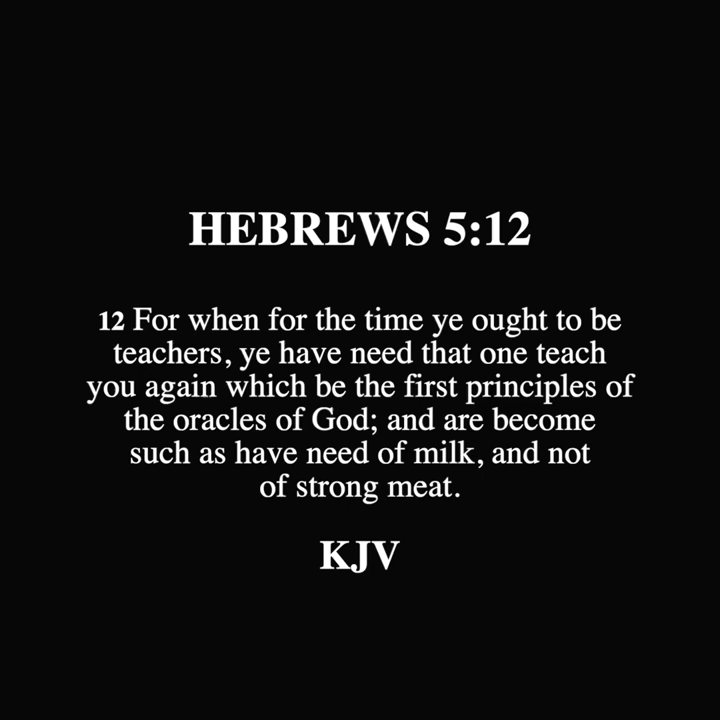 HEBREWS 5:12
12 For when for the time ye ought to be
teachers, ye have need that one teach
you again which be the first principles of
the oracles of God; and are become
such as have need of milk, and not
of strong meat.
KJV